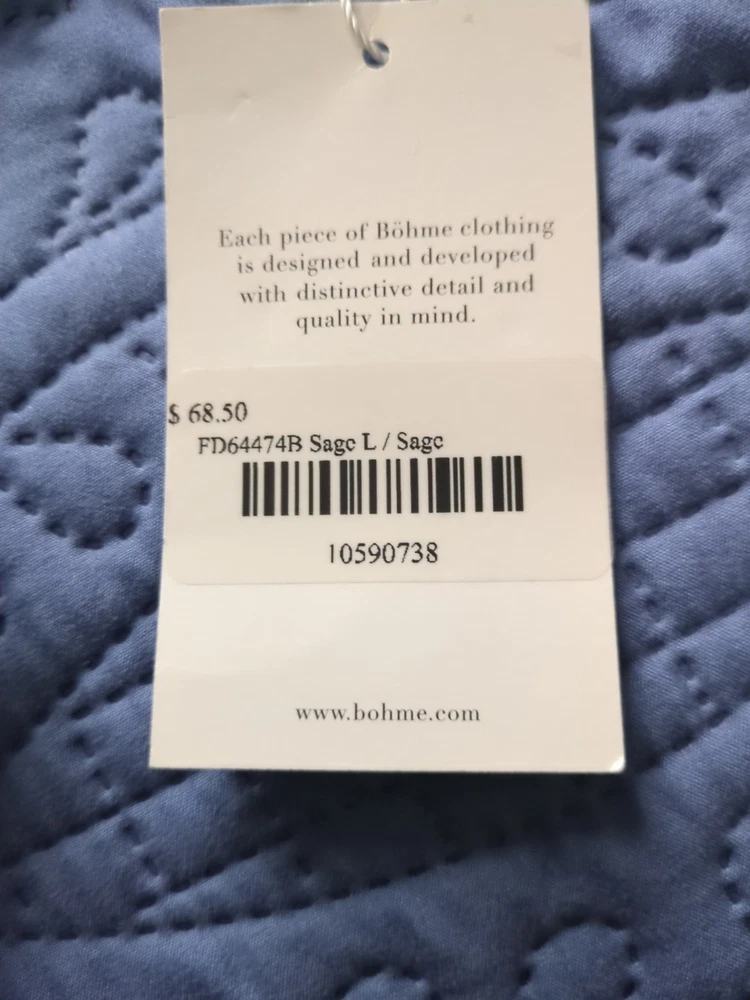 Each piece of Böhme clothing
is designed and developed
with distinctive detail and
quality in mind.
$ 68.50
FD64474B Sage L / Sage
10590738
www.bohme.com